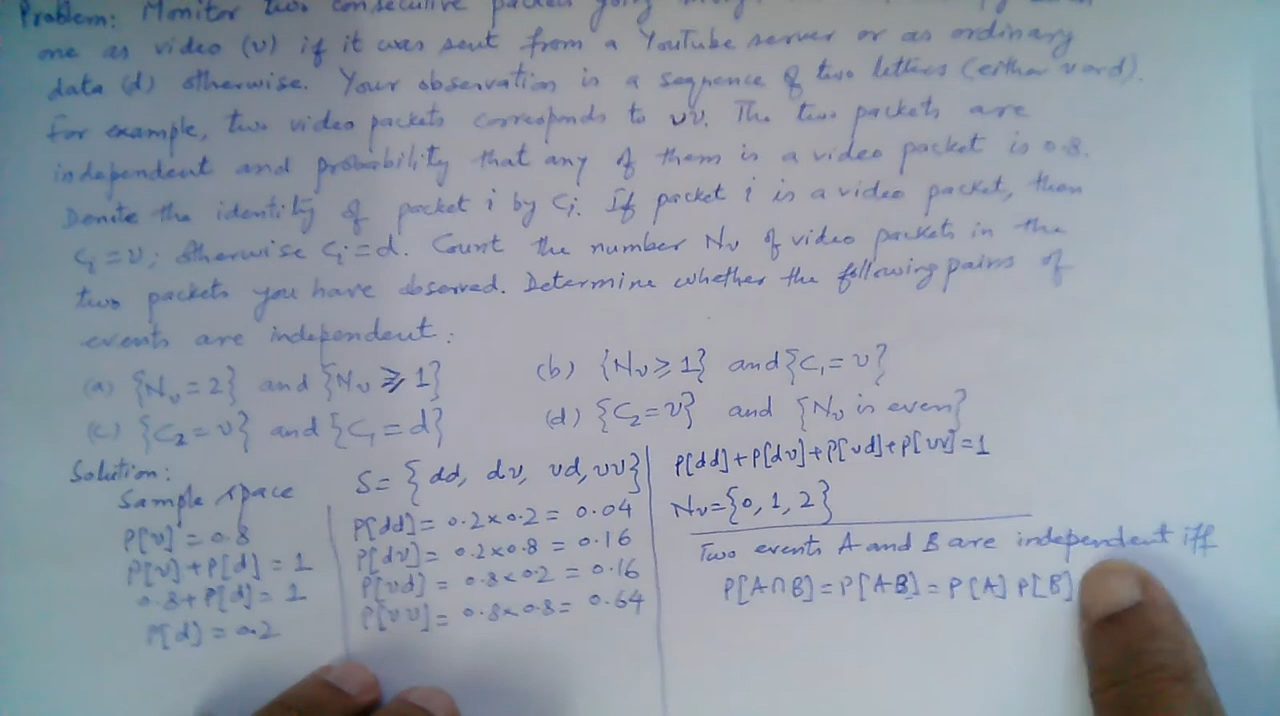 Problem: Monitor two consecutive packets going
one as video (v) if it was sent from a YouTube server or as ordinary
data (d) otherwise. Your observation is a sequence of two letters (either v or d).
For example, two video packets corresponds to vv. The two packets are
independent and probability that any of them is a video packet is 0.8.
Denote the identity of packet i by Ci. If packet i is a video packet, then
Ci = v; otherwise Ci = d. Count the number Nv of video packets in the
two packets you have observed. Determine whether the following pairs of
events are independent:
(a) {Nv = 2} and {Nv ≥ 1} (b) {Nv ≥ 1} and {C1 = v}
(c) {C2 = v} and {C1 = d} (d) {C2 = v} and {Nv is even}
Solution:
Sample space S = {dd, dv, vd, vv}
P[v] = 0.8
P[v] + P[d] = 1
0.8 + P[d] = 1
P[d] = 0.2
P[dd] = 0.2 × 0.2 = 0.04
P[dv] = 0.2 × 0.8 = 0.16
P[vd] = 0.8 × 0.2 = 0.16
P[vv] = 0.8 × 0.8 = 0.64
P[dd] + P[dv] + P[vd] + P[vv] = 1
Nv = {0, 1, 2}
Two events A and B are independent iff
P[A∩B] = P[AB] = P[A] P[B]